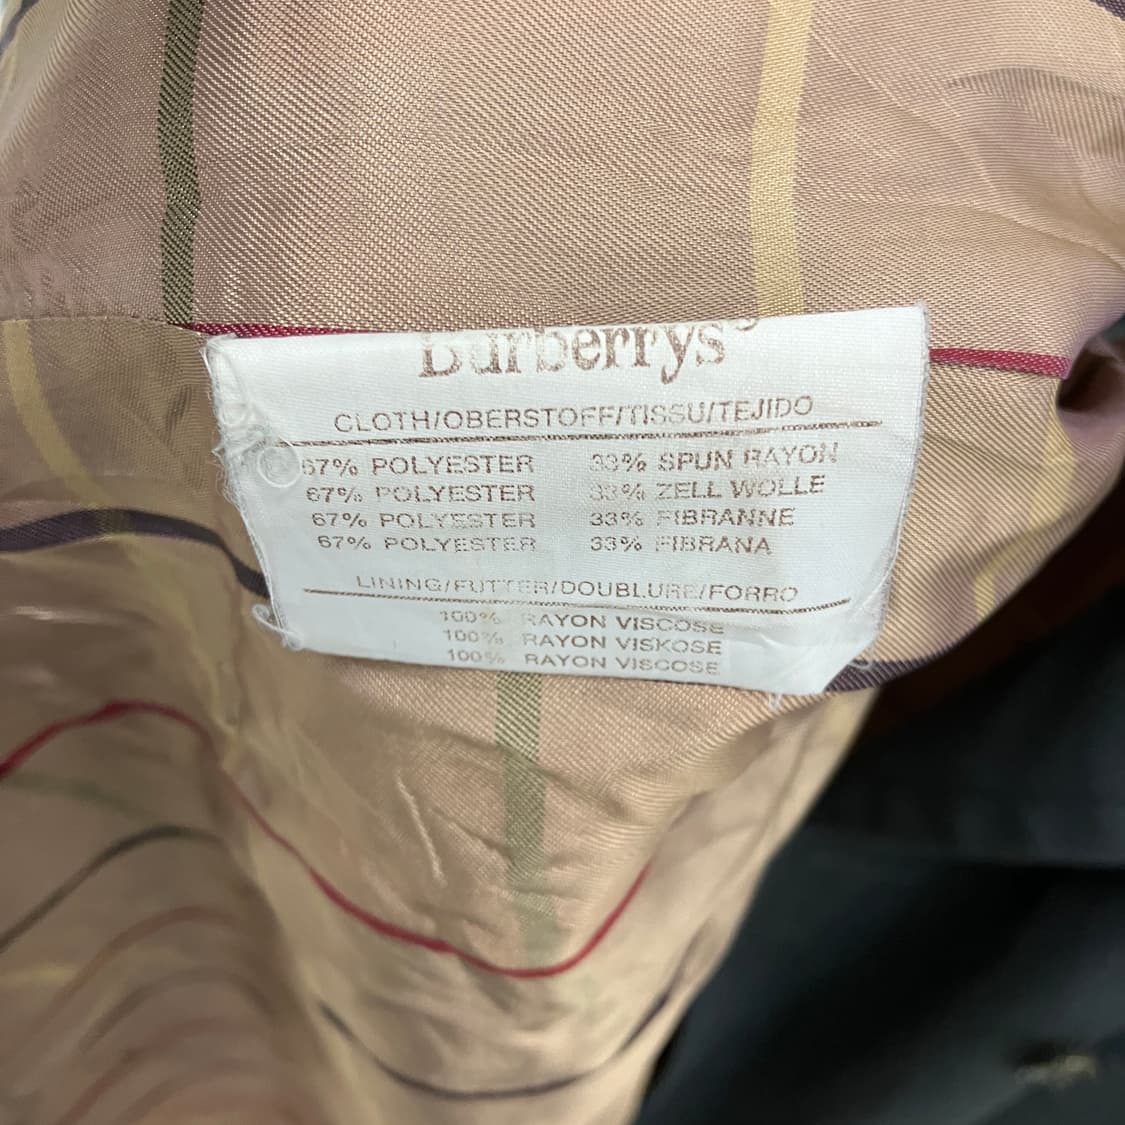 Burberrys®
CLOTH/OBERSTOFF/TISSU/TEJIDO
67% POLYESTER 33% SPUN RAYON
67% POLYESTER 33% ZELL WOLLE
67% POLYESTER 33% FIBRANNE
67% POLYESTER 33% FIBRANA
LINING/FUTTER/DOUBLURE/FORRO
100% RAYON VISCOSE
100% RAYON VISKOSE
100% RAYON VISCOSE